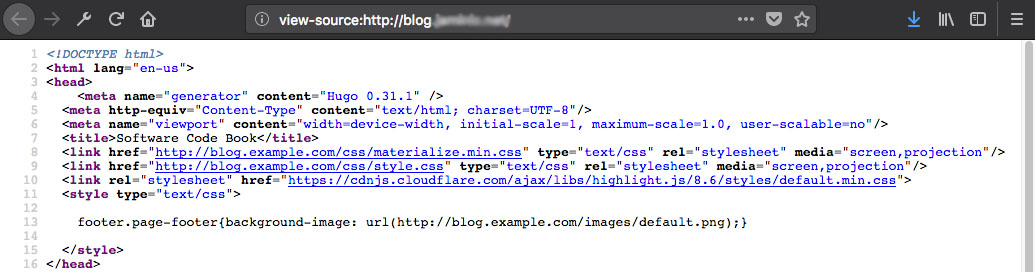 view-source:http://blog.
1 <!DOCTYPE html>
2 <html lang="en-us">
3 <head>
4 <meta name="generator" content="Hugo 0.31.1" />
5 <meta http-equiv="Content-Type" content="text/html; charset=UTF-8"/>
6 <meta name="viewport" content="width=device-width, initial-scale=1, maximum-scale=1.0, user-scalable=no"/>
7 <title>Software Code Book</title>
8 <link href="http://blog.example.com/css/materialize.min.css" type="text/css" rel="stylesheet" media="screen,projection"/>
9 <link href="http://blog.example.com/css/style.css" type="text/css" rel="stylesheet" media="screen,projection"/>
10 <link rel="stylesheet" href="https://cdnjs.cloudflare.com/ajax/libs/highlight.js/8.6/styles/default.min.css">
11 <style type="text/css">
12
13 footer.page-footer{background-image: url(http://blog.example.com/images/default.png);}
14
15 </style>
16 </head>